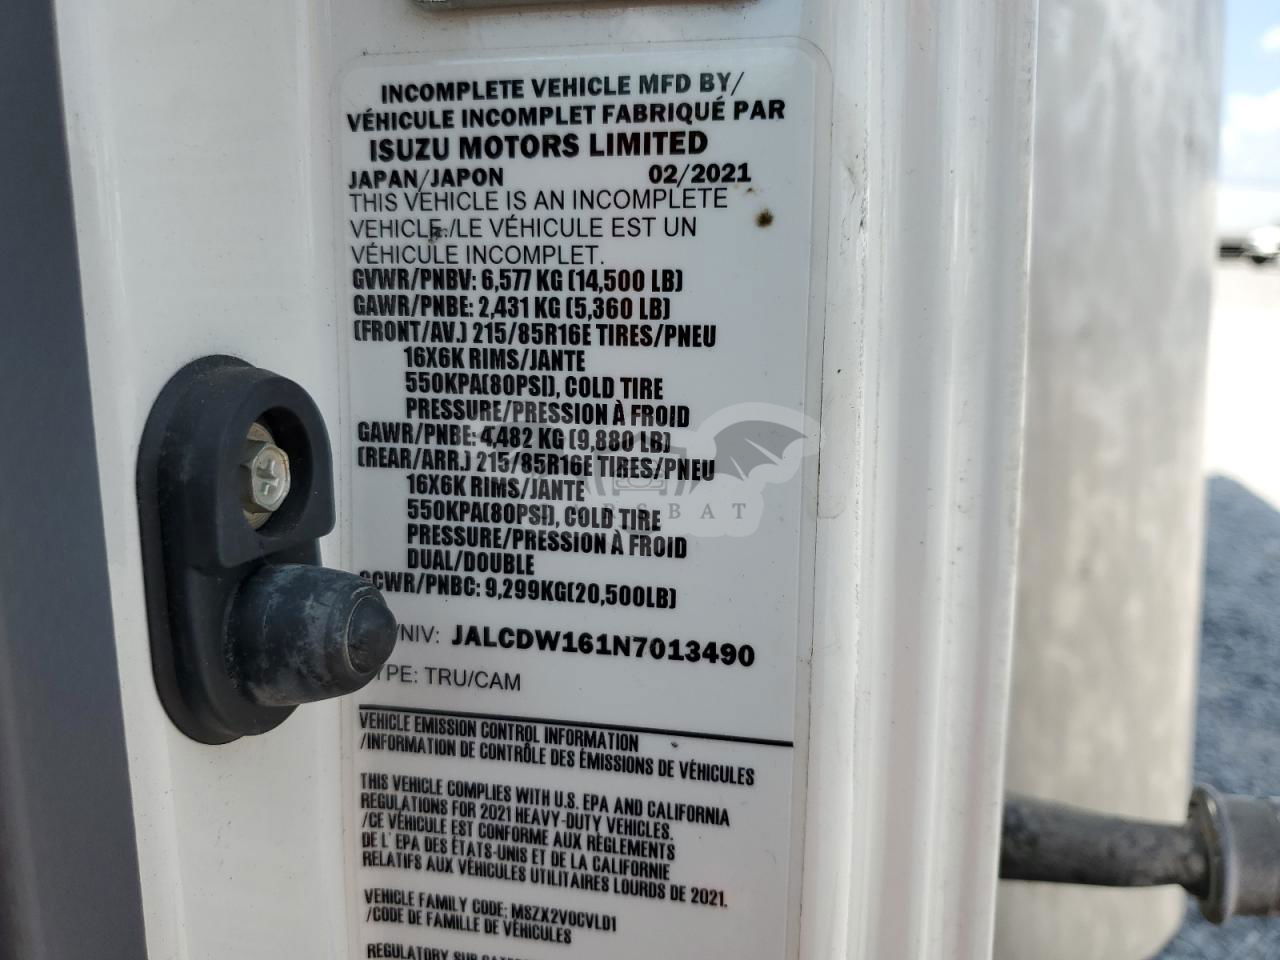 INCOMPLETE VEHICLE MFD BY/
VÉHICULE INCOMPLET FABRIQUÉ PAR
ISUZU MOTORS LIMITED
JAPAN/JAPON 02/2021
THIS VEHICLE IS AN INCOMPLETE
VEHICLE./LE VÉHICULE EST UN
VÉHICULE INCOMPLET.
GVWR/PNBV: 6,577 KG (14,500 LB)
GAWR/PNBE: 2,431 KG (5,360 LB)
(FRONT/AV.) 215/85R16E TIRES/PNEU
16X6K RIMS/JANTE
550KPA(80PSI), COLD TIRE
PRESSURE/PRESSION À FROID
GAWR/PNBE: 4,482 KG (9,880 LB)
(REAR/ARR.) 215/85R16E TIRES/PNEU
16X6K RIMS/JANTE
550KPA(80PSI), COLD TIRE
PRESSURE/PRESSION À FROID
DUAL/DOUBLE
GCWR/PNBC: 9,299KG(20,500LB)
/NIV: JALCDW161N7013490
TYPE: TRU/CAM
VEHICLE EMISSION CONTROL INFORMATION
/INFORMATION DE CONTRÔLE DES ÉMISSIONS DE VÉHICULES
THIS VEHICLE COMPLIES WITH U.S. EPA AND CALIFORNIA
REGULATIONS FOR 2021 HEAVY-DUTY VEHICLES.
/CE VÉHICULE EST CONFORME AUX RÈGLEMENTS
DE L' EPA DES ÉTATS-UNIS ET DE LA CALIFORNIE
RELATIFS AUX VÉHICULES UTILITAIRES LOURDS DE 2021.
VEHICLE FAMILY CODE: MSZX2VOCVLD1
/CODE DE FAMILLE DE VÉHICULES
REGULATORY